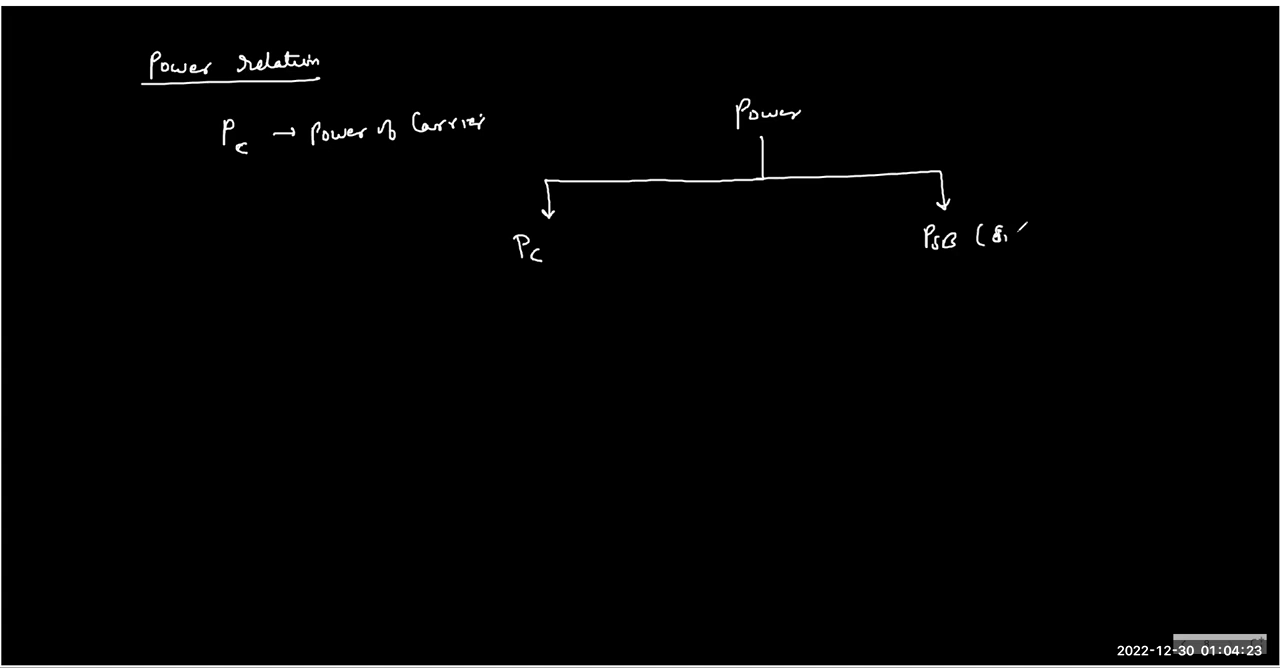 Power relation
Power
Pc → Power of Carrier
Pc
PSB (
2022-12-30 01:04:23